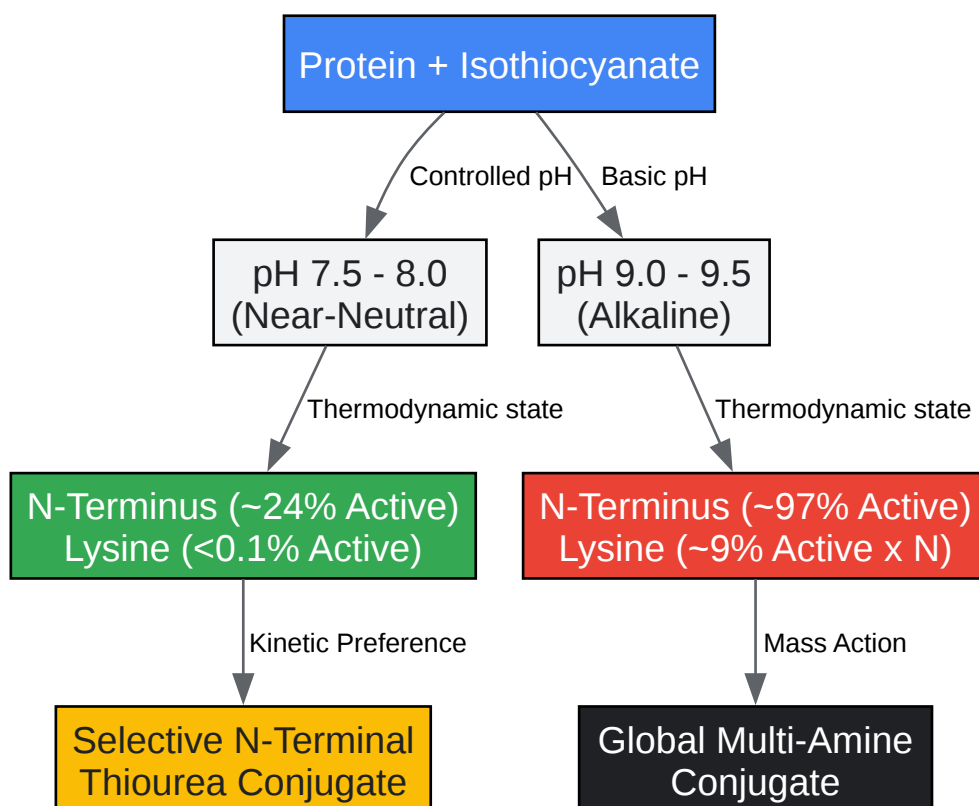 Protein + Isothiocyanate
Controlled pH
Basic pH
pH 7.5 - 8.0
(Near-Neutral)
pH 9.0 - 9.5
(Alkaline)
Thermodynamic state
Thermodynamic state
N-Terminus (~24% Active)
Lysine (<0.1% Active)
N-Terminus (~97% Active)
Lysine (~9% Active x N)
Kinetic Preference
Mass Action
Selective N-Terminal
Thiourea Conjugate
Global Multi-Amine
Conjugate